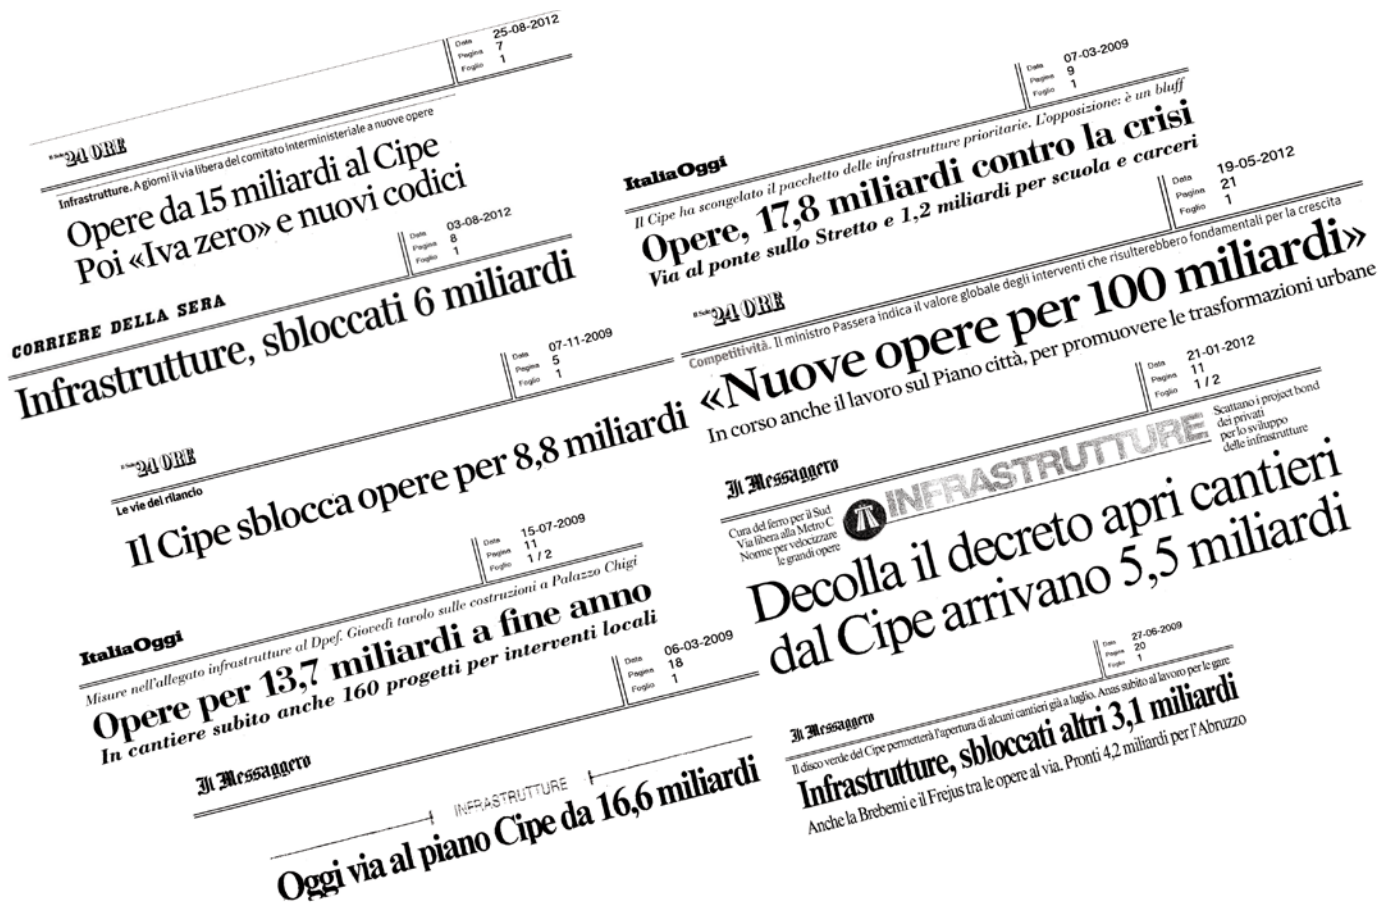 Data 25-08-2012
Pagina 7
Foglio 1
Il Sole 24 ORE
Infrastrutture. A giorni il via libera del comitato interministeriale a nuove opere
Opere da 15 miliardi al Cipe
Poi «Iva zero» e nuovi codici
Data 03-08-2012
Pagina 8
Foglio 1
CORRIERE DELLA SERA
Infrastrutture, sbloccati 6 miliardi
Data 07-11-2009
Pagina 5
Foglio 1
Il Sole 24 ORE
Le vie del rilancio
Il Cipe sblocca opere per 8,8 miliardi
Data 15-07-2009
Pagina 11
Foglio 1 / 2
ItaliaOggi
Misure nell'allegato infrastrutture al Dpef. Giovedì tavolo sulle costruzioni a Palazzo Chigi
Opere per 13,7 miliardi a fine anno
In cantiere subito anche 160 progetti per interventi locali
Data 06-03-2009
Pagina 18
Foglio 1
Il Messaggero
INFRASTRUTTURE
Oggi via al piano Cipe da 16,6 miliardi
Data 07-03-2009
Pagina 9
Foglio 1
ItaliaOggi
Il Cipe ha scongelato il pacchetto delle infrastrutture prioritarie. L'opposizione: è un bluff
Opere, 17,8 miliardi contro la crisi
Via al ponte sullo Stretto e 1,2 miliardi per scuola e carceri
Data 19-05-2012
Pagina 21
Foglio 1
Il Sole 24 ORE
Competitività. Il ministro Passera indica il valore globale degli interventi che risulterebbero fondamentali per la crescita
«Nuove opere per 100 miliardi»
In corso anche il lavoro sul Piano città, per promuovere le trasformazioni urbane
Data 21-01-2012
Pagina 11
Foglio 1 / 2
Il Messaggero
Cura del ferro per il Sud
Via libera alla Metro C
Norme per velocizzare
le grandi opere
INFRASTRUTTURE
Scattano i project bond
dei privati
per lo sviluppo
delle infrastrutture
Decolla il decreto apri cantieri
dal Cipe arrivano 5,5 miliardi
Data 27-06-2009
Pagina 20
Foglio 1
Il Messaggero
Il disco verde del Cipe permetterà l'apertura di alcuni cantieri già a luglio. Anas subito al lavoro per le gare
Infrastrutture, sbloccati altri 3,1 miliardi
Anche la Brebemi e il Frejus tra le opere al via. Pronti 4,2 miliardi per l'Abruzzo